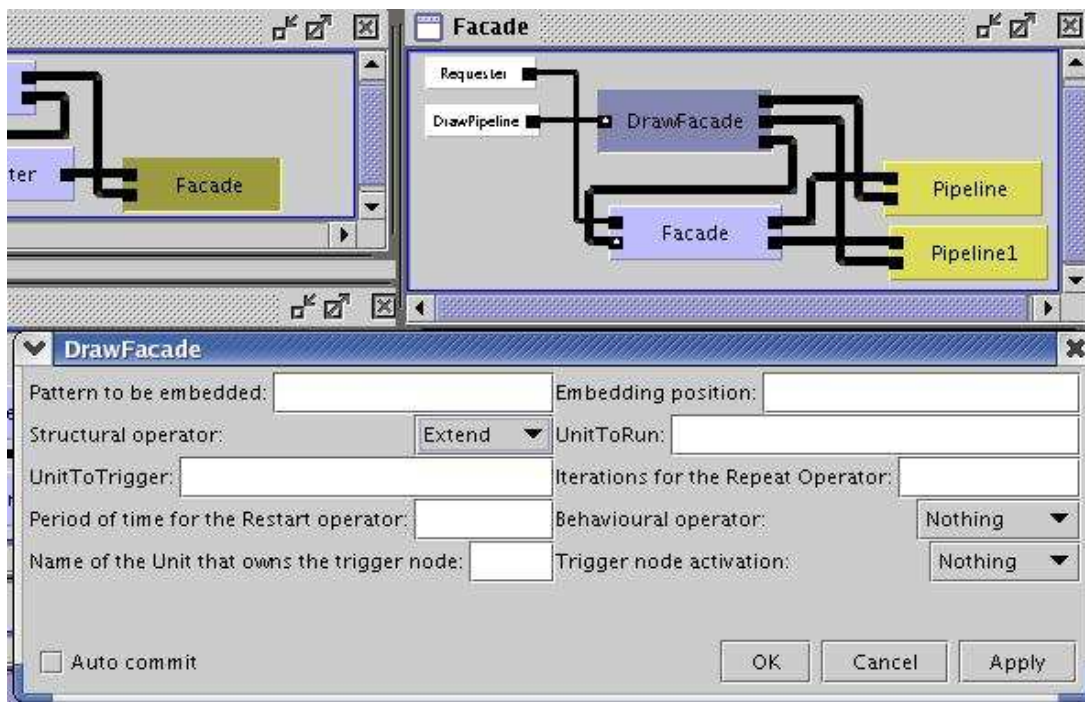 Facade
ter
Facade
Requester
DrawPipeline
DrawFacade
Facade
Pipeline
Pipeline1
DrawFacade
Pattern to be embedded:
Embedding position:
Structural operator:
Extend
UnitToRun:
UnitToTrigger:
Iterations for the Repeat Operator:
Period of time for the Restart operator:
Behavioural operator:
Nothing
Name of the Unit that owns the trigger node:
Trigger node activation:
Nothing
Auto commit
OK
Cancel
Apply